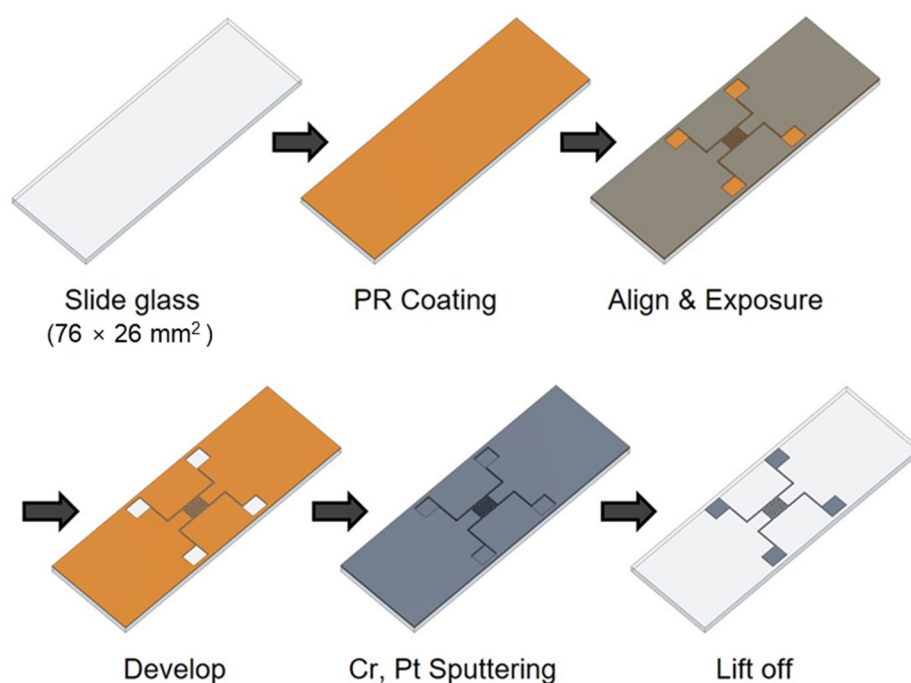 Slide glass
(76 × 26 mm²)
PR Coating
Align & Exposure
Develop
Cr, Pt Sputtering
Lift off